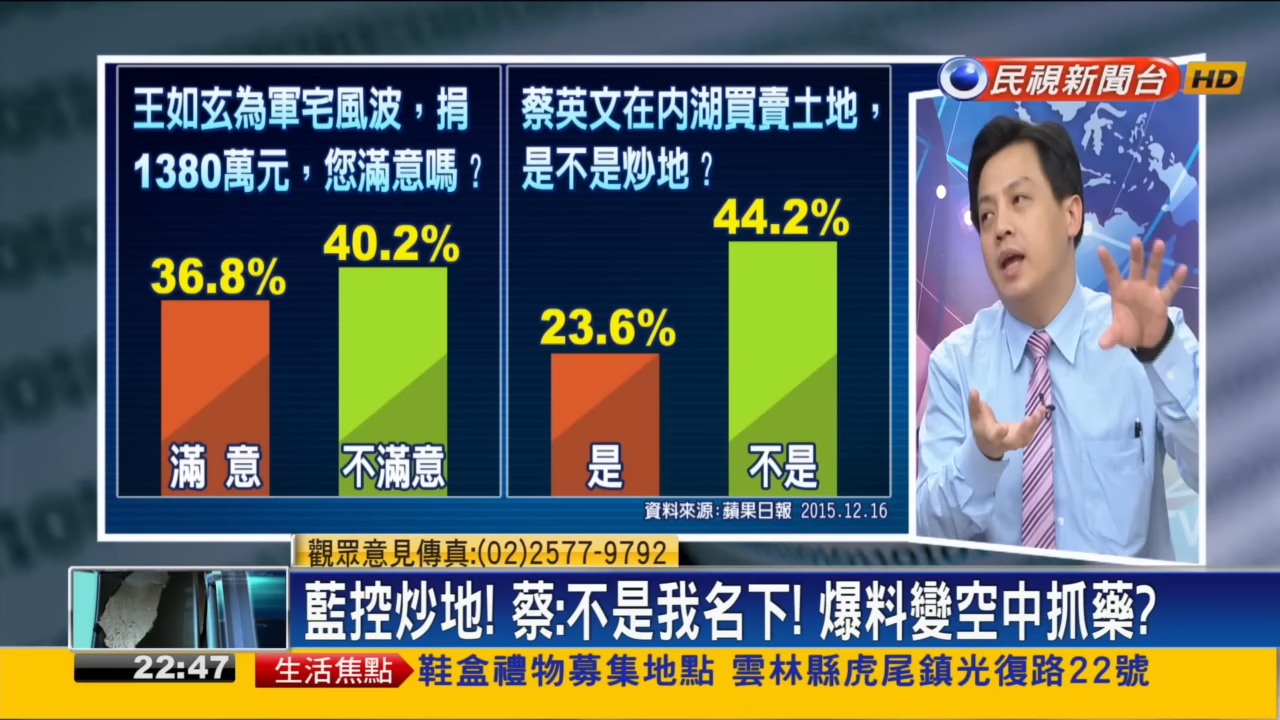 民視新聞台 HD
王如玄為軍宅風波，捐
1380萬元，您滿意嗎？
36.8%
40.2%
滿意
不滿意
蔡英文在內湖買賣土地，
是不是炒地？
23.6%
44.2%
是
不是
資料來源:蘋果日報 2015.12.16
觀眾意見傳真:(02)2577-9792
藍控炒地! 蔡:不是我名下! 爆料變空中抓藥?
22:47
生活焦點
鞋盒禮物募集地點 雲林縣虎尾鎮光復路22號